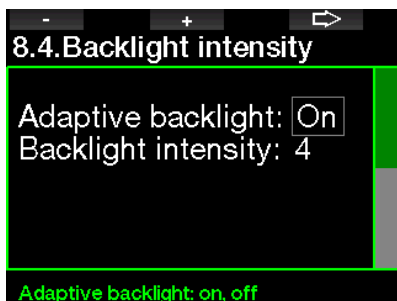 - +
8.4.Backlight intensity
Adaptive backlight: On
Backlight intensity: 4
Adaptive backlight: on, off